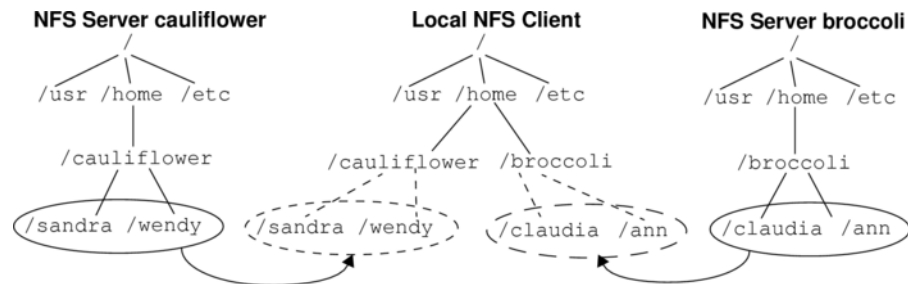 NFS Server cauliflower Local NFS Client NFS Server broccoli
/ / /
/usr /home /etc /usr /home /etc /usr /home /etc
/cauliflower /cauliflower /broccoli /broccoli
/sandra /wendy /sandra /wendy /claudia /ann /claudia /ann